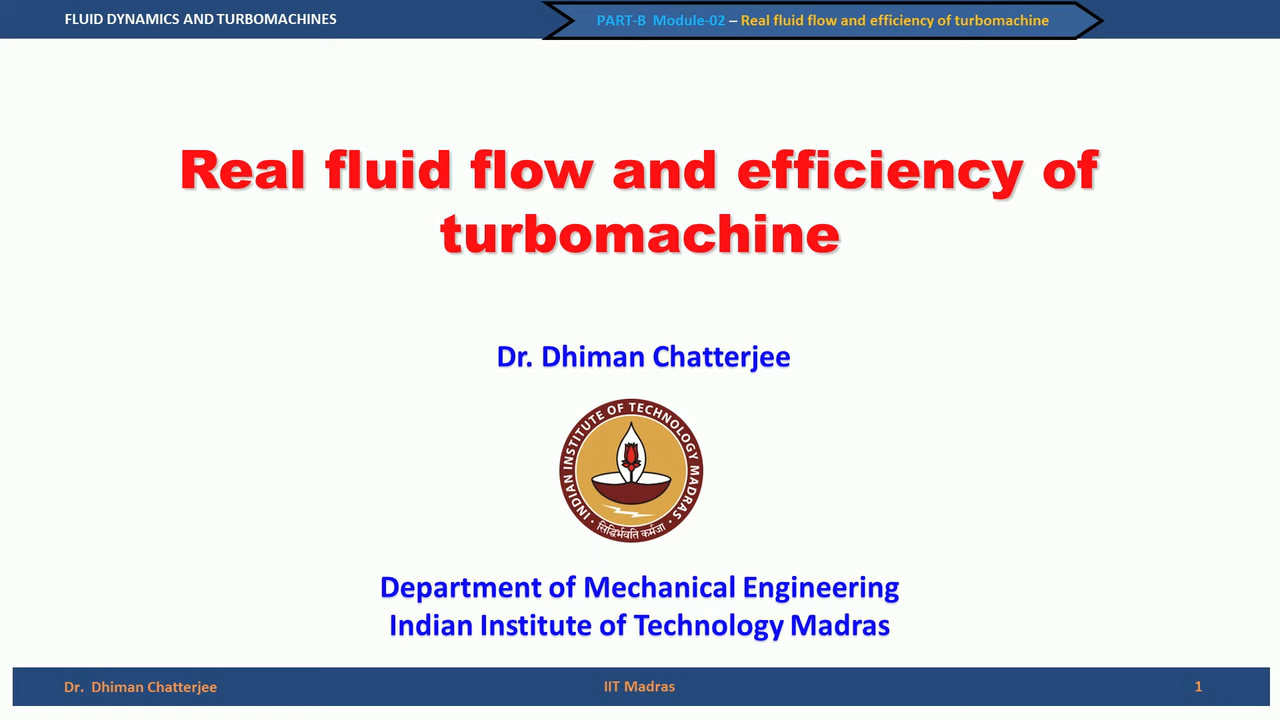 FLUID DYNAMICS AND TURBOMACHINES
PART-B Module-02 – Real fluid flow and efficiency of turbomachine
Real fluid flow and efficiency of
turbomachine
Dr. Dhiman Chatterjee
INDIAN INSTITUTE OF TECHNOLOGY MADRAS
सिद्धिर्भवति कर्मजा
Department of Mechanical Engineering
Indian Institute of Technology Madras
Dr. Dhiman Chatterjee
IIT Madras
1